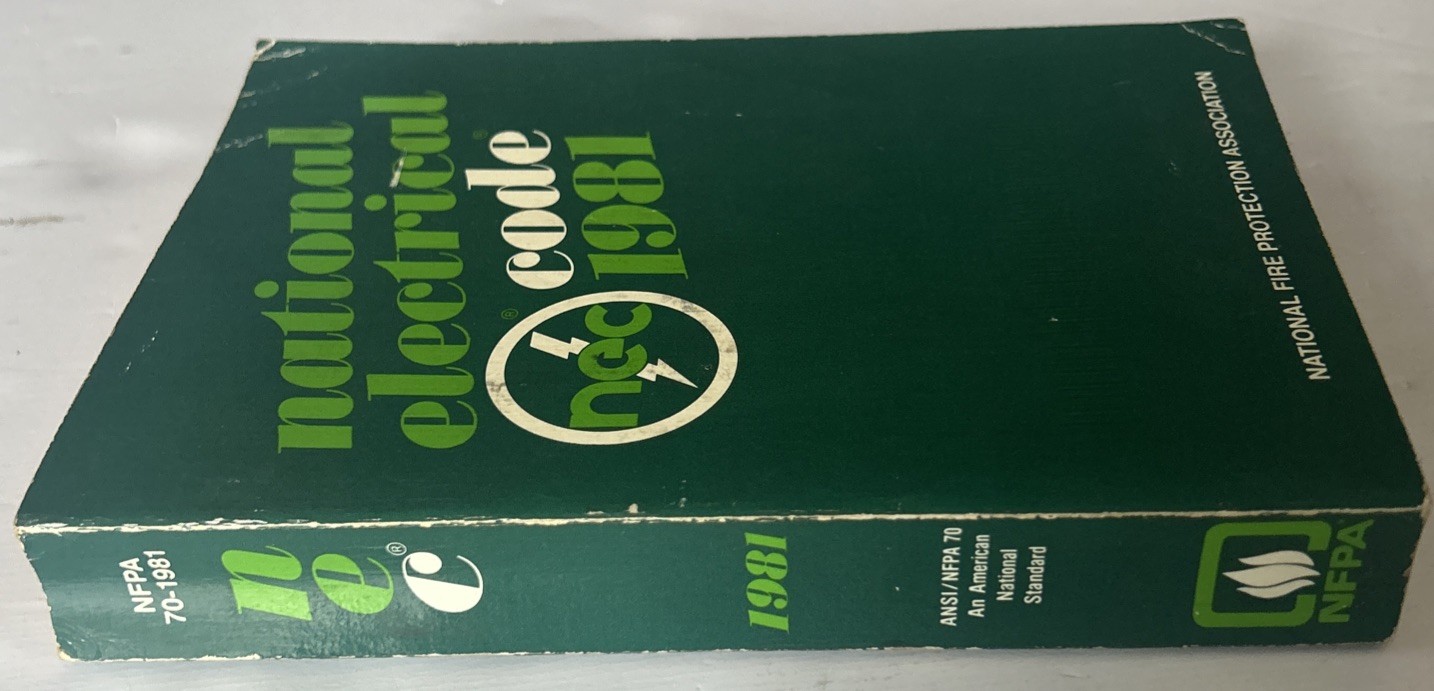 national
electrical
code®
1981
®
nec
NATIONAL FIRE PROTECTION ASSOCIATION
NFPA
70-1981
n
e
c®
1981
ANSI/NFPA 70
An American
National
Standard
NFPA